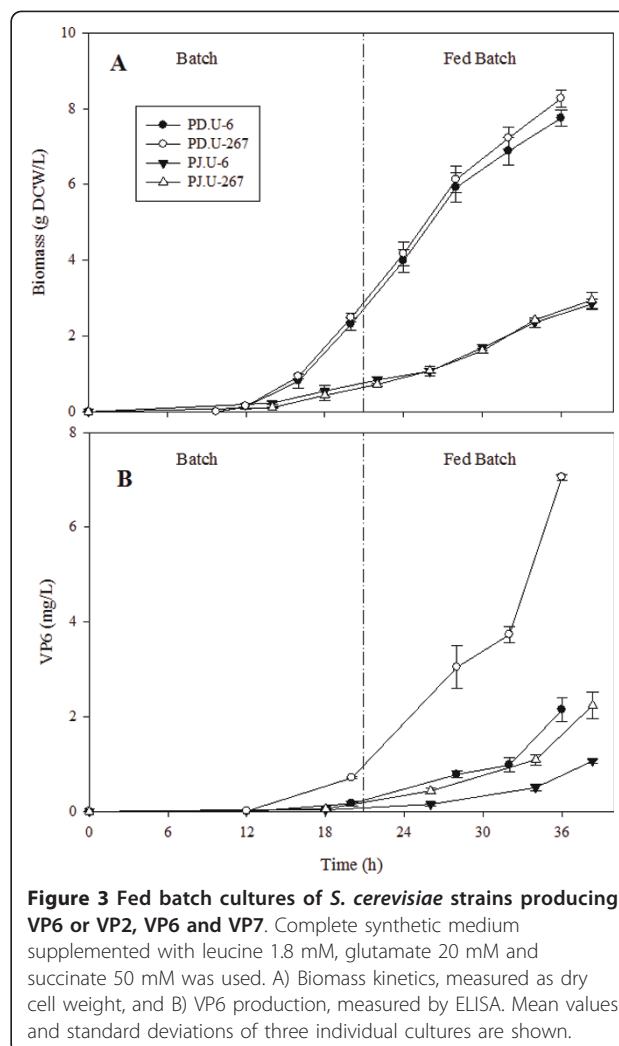 10
8
6
4
2
0
Biomass (g DCW/L)
A
Batch
Fed Batch
PD.U-6
PD.U-267
PJ.U-6
PJ.U-267
8
6
4
2
0
VP6 (mg/L)
B
Batch
Fed Batch
0 6 12 18 24 30 36
Time (h)
Figure 3 Fed batch cultures of S. cerevisiae strains producing
VP6 or VP2, VP6 and VP7. Complete synthetic medium
supplemented with leucine 1.8 mM, glutamate 20 mM and
succinate 50 mM was used. A) Biomass kinetics, measured as dry
cell weight, and B) VP6 production, measured by ELISA. Mean values
and standard deviations of three individual cultures are shown.